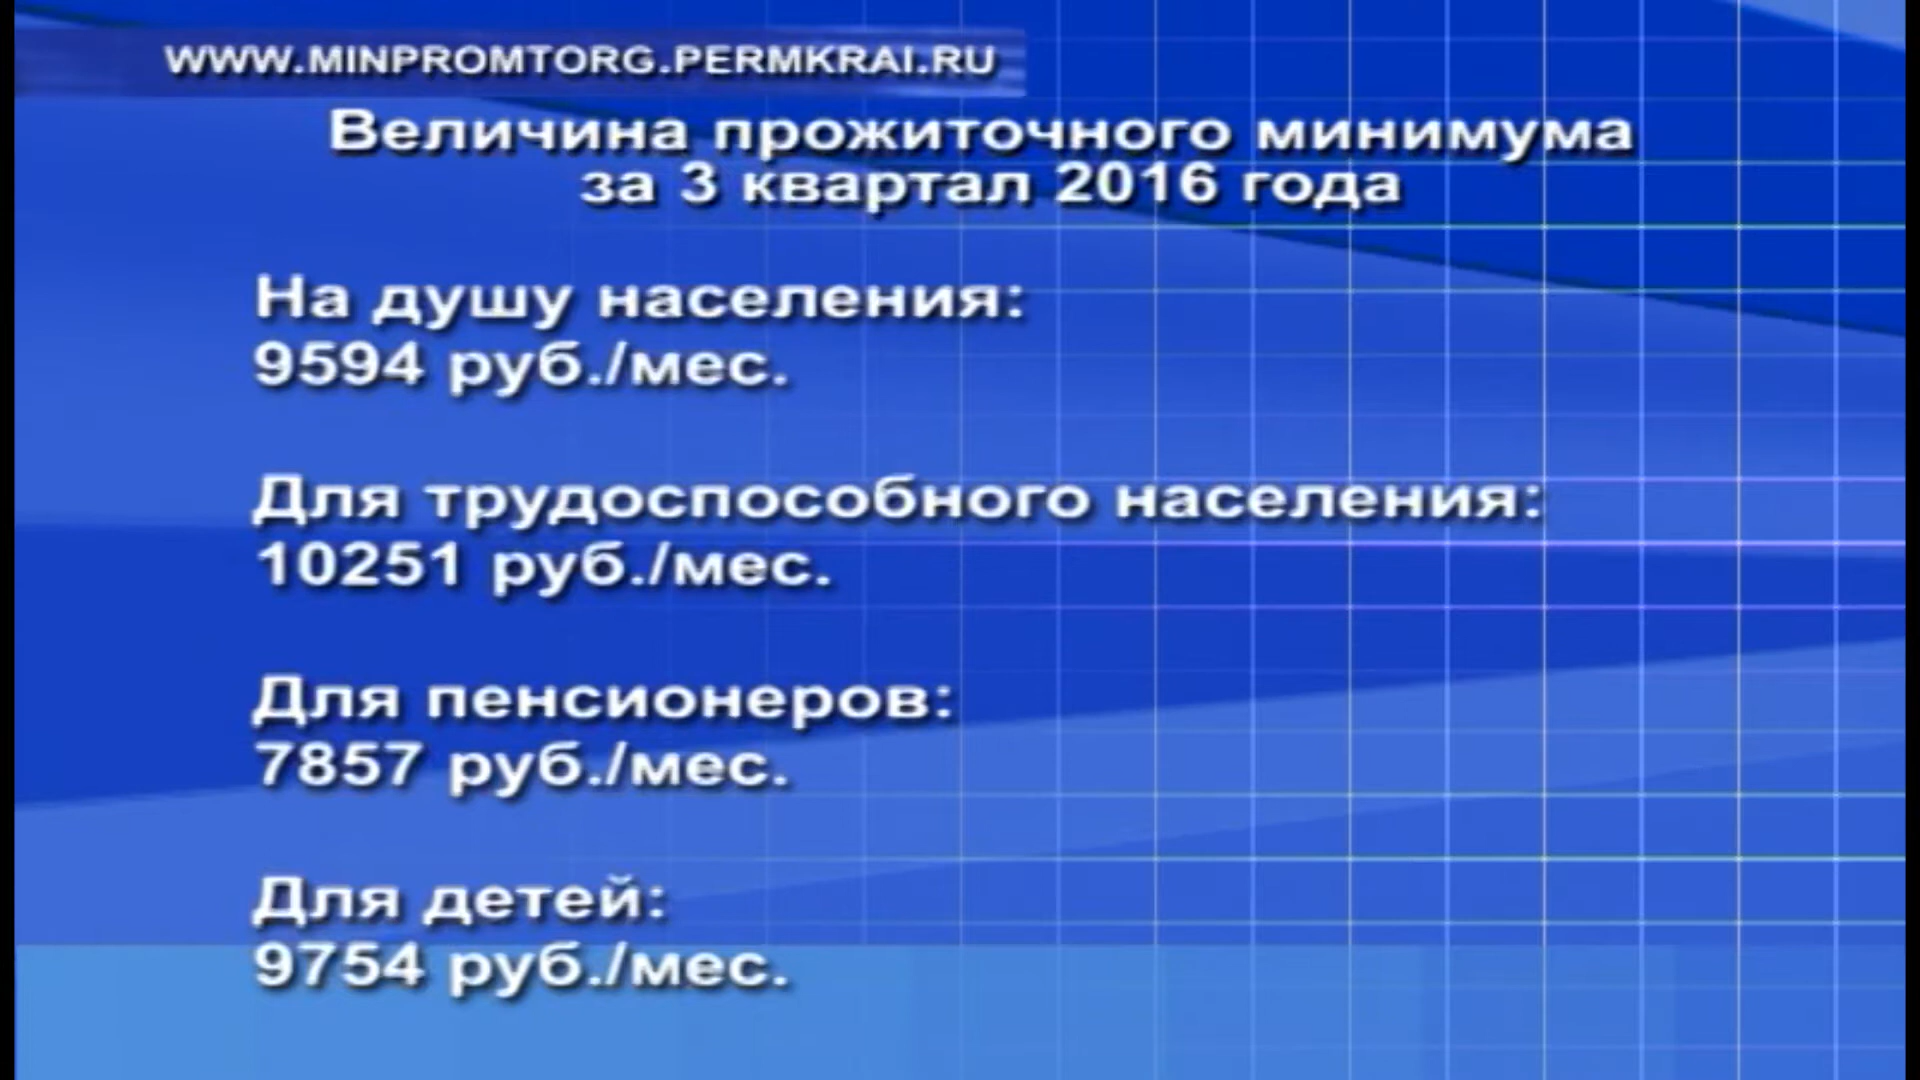 WWW.MINPROMTORG.PERMKRAI.RU
Величина прожиточного минимума
за 3 квартал 2016 года
На душу населения:
9594 руб./мес.
Для трудоспособного населения:
10251 руб./мес.
Для пенсионеров:
7857 руб./мес.
Для детей:
9754 руб./мес.